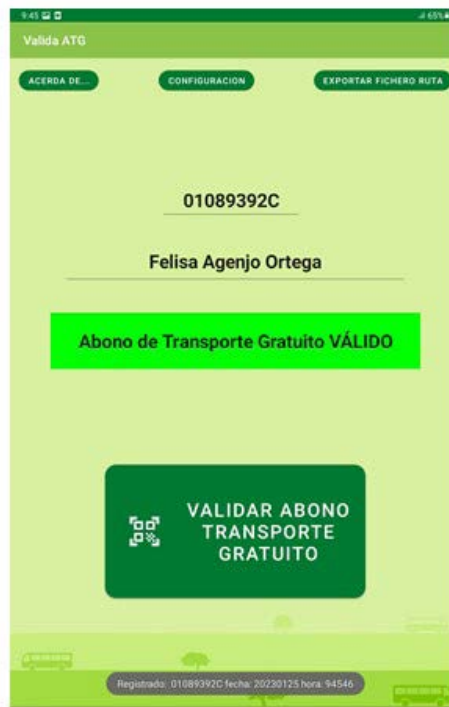 9:45
65%
Valida ATG
ACERDA DE...
CONFIGURACION
EXPORTAR FICHERO RUTA
01089392C
Felisa Agenjo Ortega
Abono de Transporte Gratuito VÁLIDO
VALIDAR ABONO
TRANSPORTE
GRATUITO
Registrado: 01089392C fecha: 20230125 hora: 94546